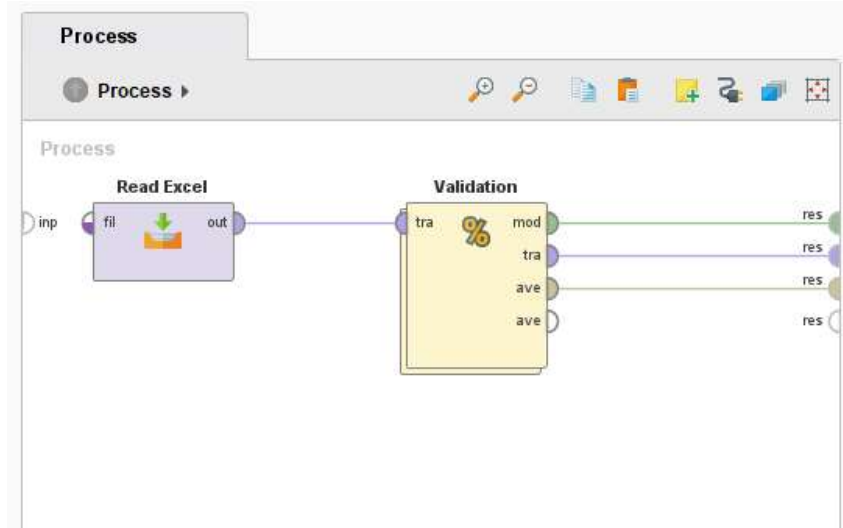 Process
Process
Process
Read Excel
Validation
inp
fil
out
tra
mod
res
tra
res
ave
res
ave
res